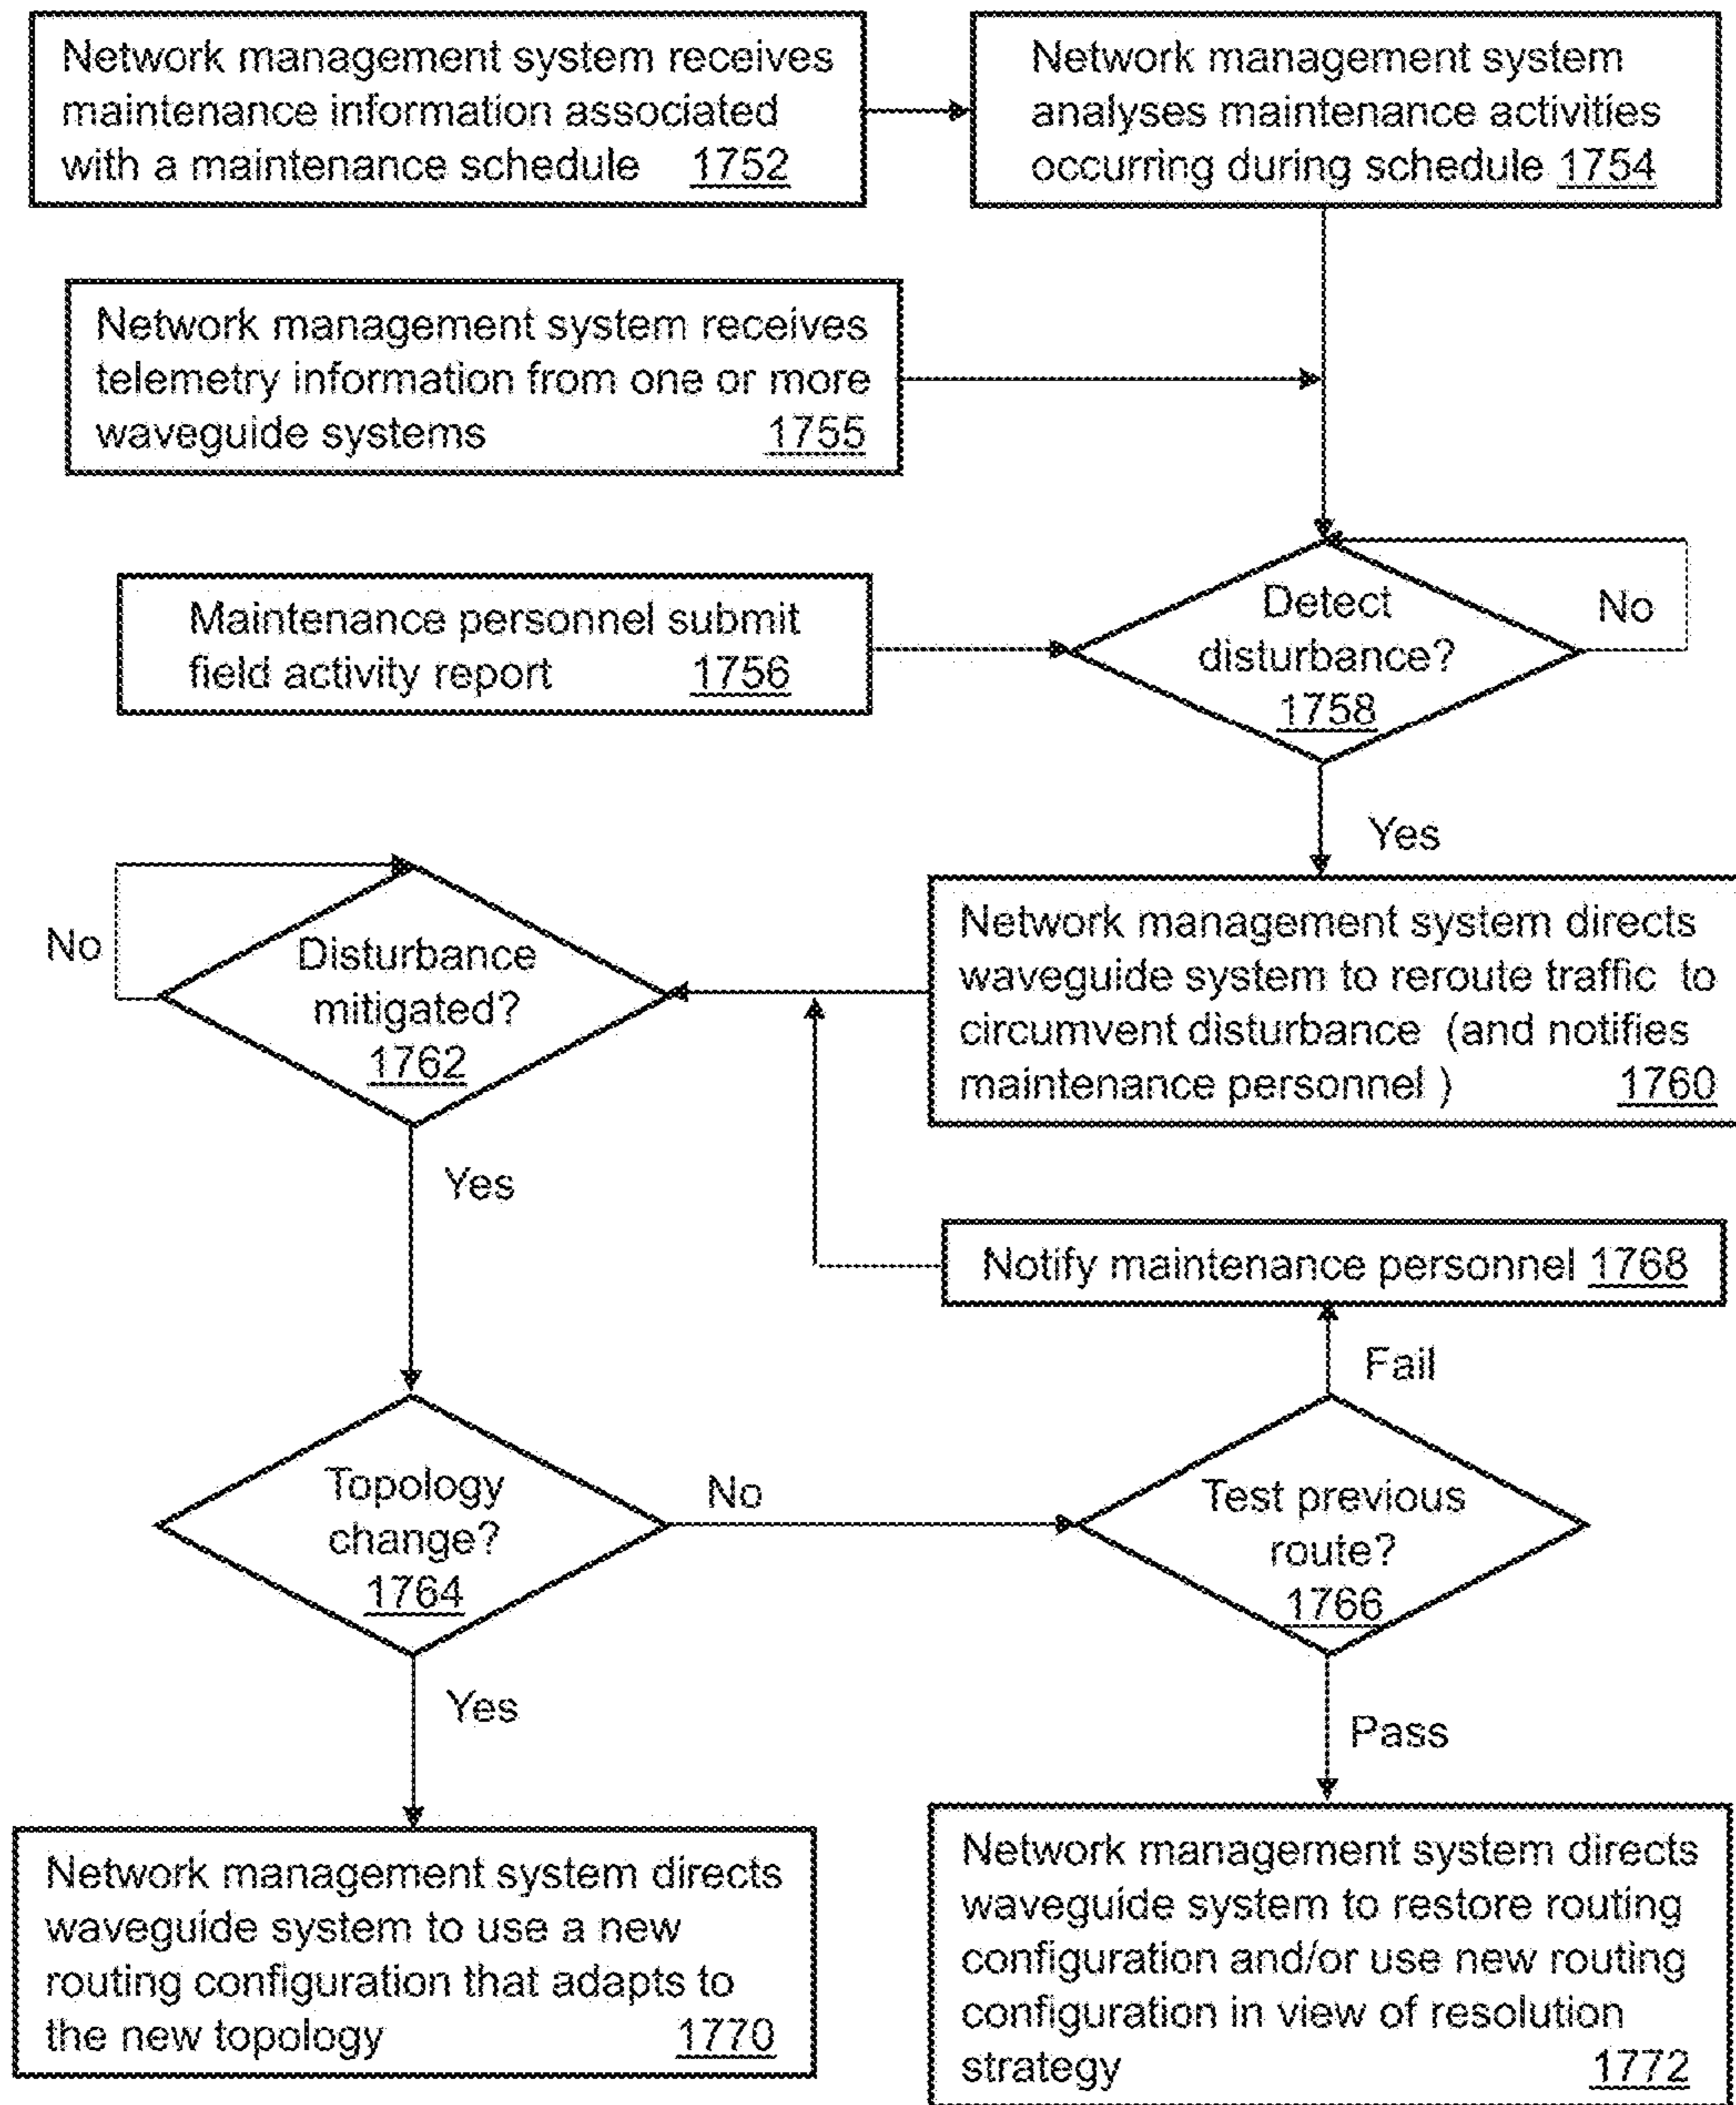 Network management system receives
maintenance information associated
with a maintenance schedule 1752
Network management system
analyses maintenance activities
occurring during schedule 1754
Network management system receives
telemetry information from one or more
waveguide systems 1755
Maintenance personnel submit
field activity report 1756
Detect
disturbance?
1758
No
Yes
Network management system directs
waveguide system to reroute traffic to
circumvent disturbance (and notifies
maintenance personnel ) 1760
No
Disturbance
mitigated?
1762
Yes
Notify maintenance personnel 1768
Fail
Topology
change?
1764
No
Test previous
route?
1766
Yes
Pass
Network management system directs
waveguide system to use a new
routing configuration that adapts to
the new topology 1770
Network management system directs
waveguide system to restore routing
configuration and/or use new routing
configuration in view of resolution
strategy 1772